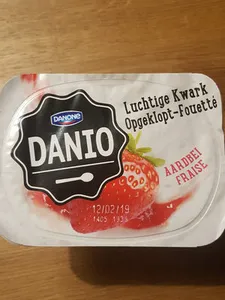 DANONE
DANIO
Luchtige Kwark
Opgeklopt-Fouetté
AARDBEI
FRAISE
12/02/19